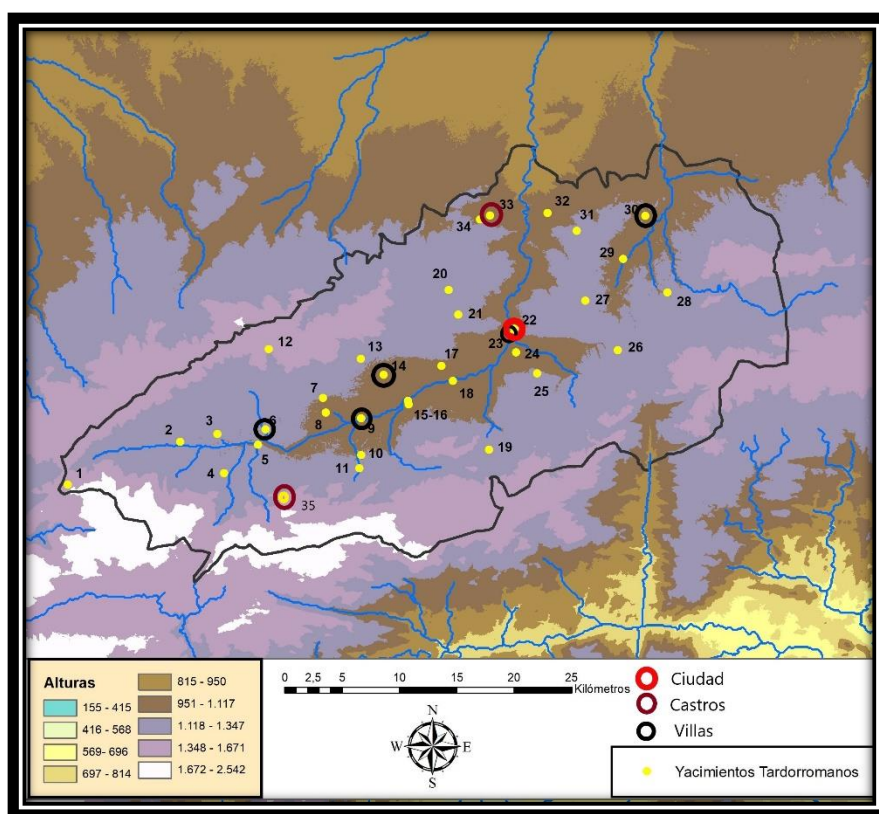 33
32
34
31
30
29
20
28
27
21
22
23
12
13
24
26
17
14
25
7
18
8
15-16
6
9
3
2
5
19
10
4
11
1
35
Alturas
155 - 415
416 - 568
569- 696
697 - 814
815 - 950
951 - 1.117
1.118 - 1.347
1.348 - 1.671
1.672 - 2.542
0 2,5 5 10 15 20 25
Kilómetros
N
W E
S
Ciudad
Castros
Villas
Yacimientos Tardorromanos